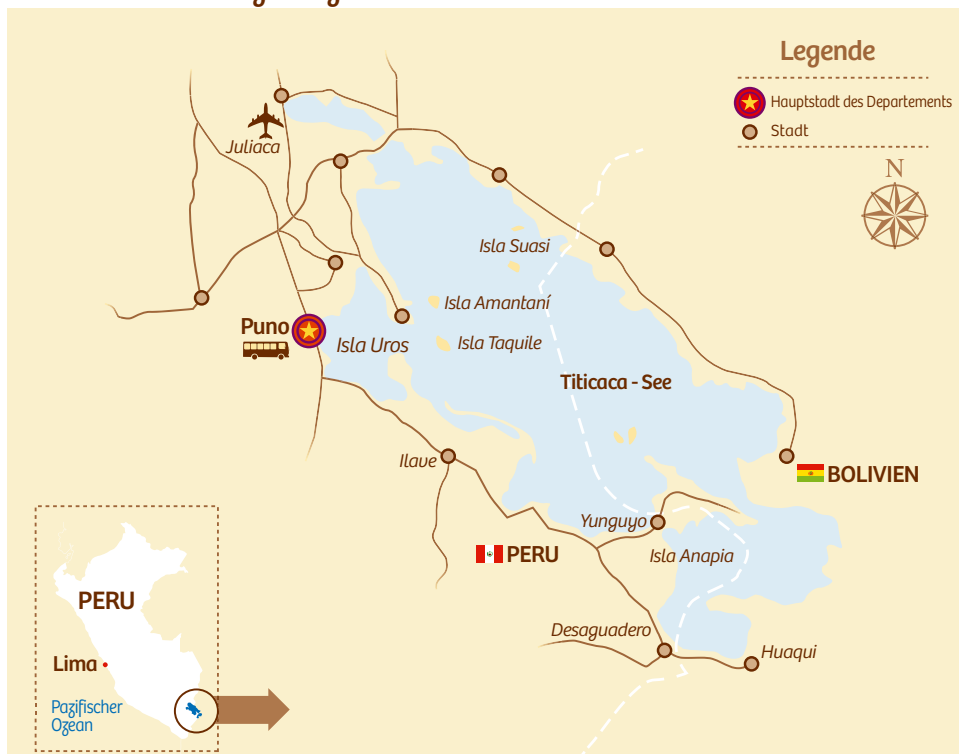 Legende
Hauptstadt des Departements
Stadt
N
Juliaca
Isla Suasi
Isla Amantaní
Puno
Isla Uros
Isla Taquile
Titicaca - See
Ilave
BOLIVIEN
Yunguyo
PERU
Isla Anapia
Desaguadero
Huaqui
PERU
Lima
Pazifischer
Ozean